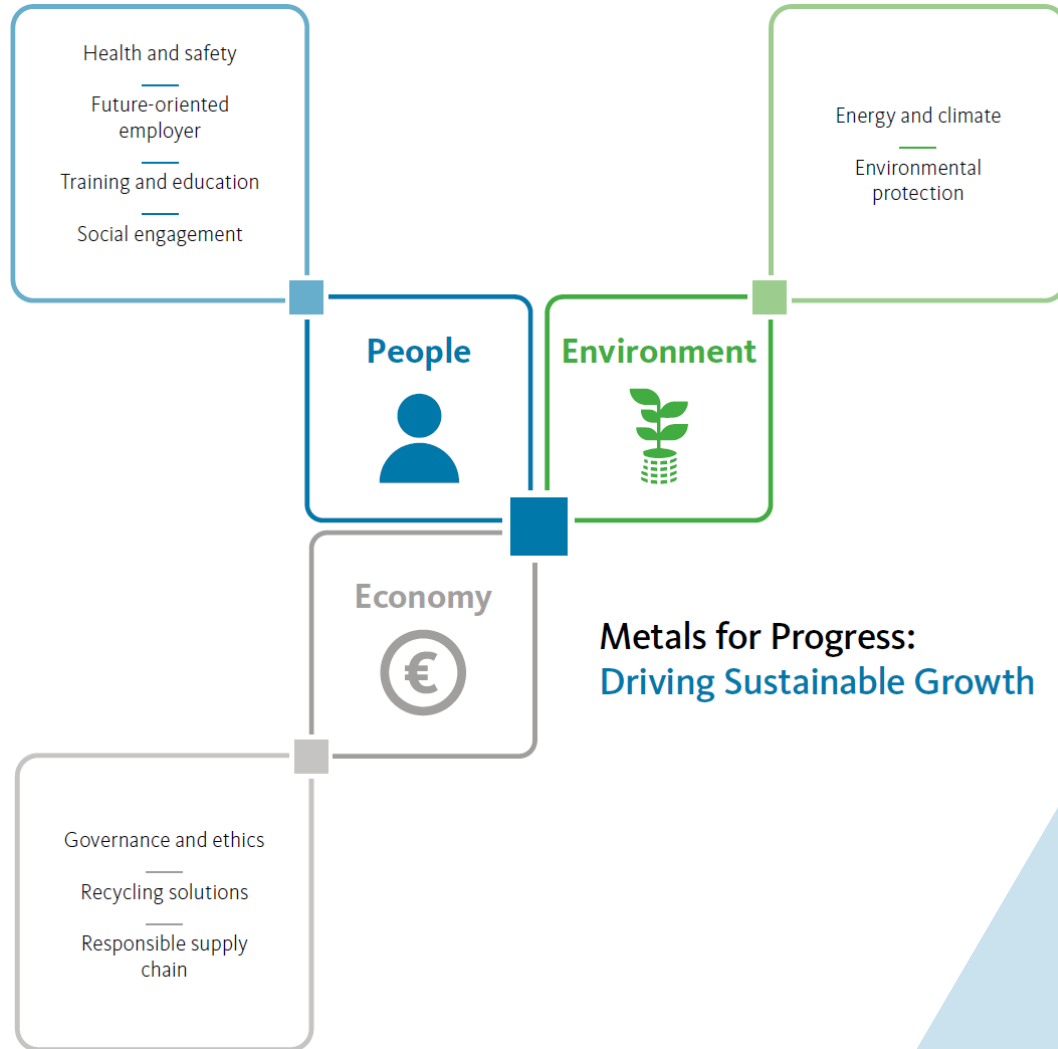 Health and safety
Future-oriented
employer
Training and education
Social engagement
Energy and climate
Environmental
protection
People
Environment
Economy
€
Metals for Progress:
Driving Sustainable Growth
Governance and ethics
Recycling solutions
Responsible supply
chain